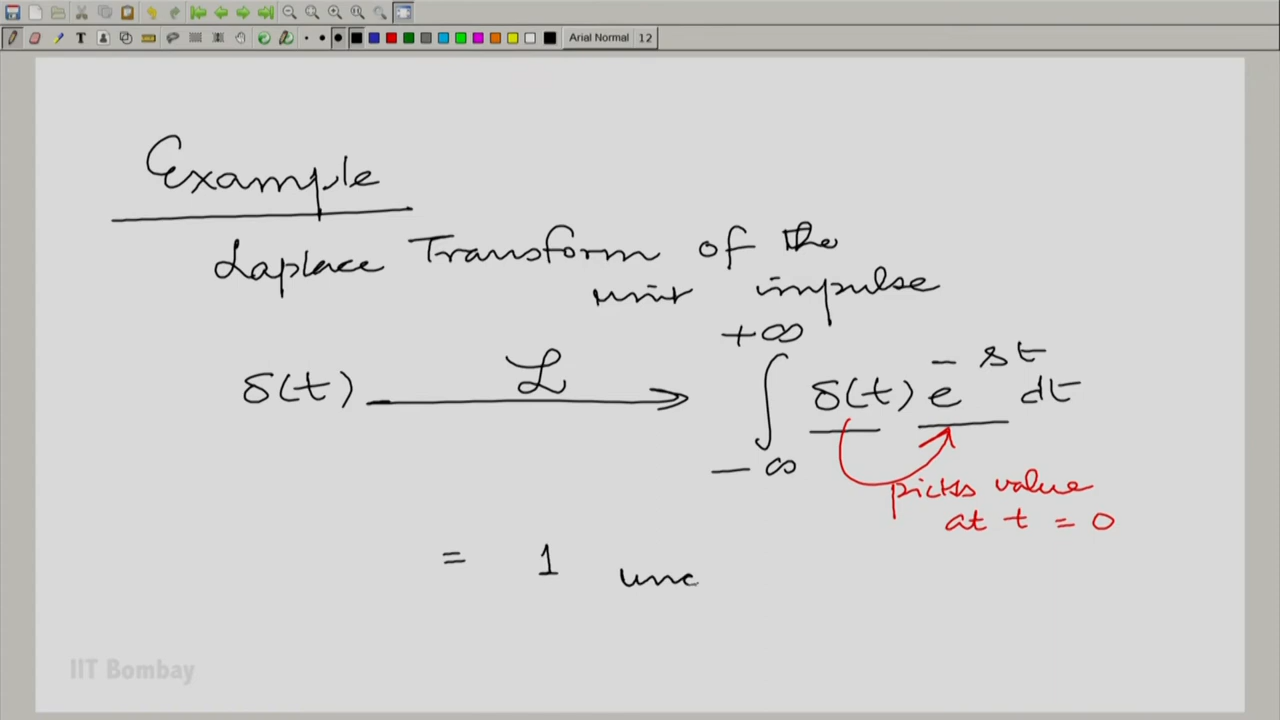 Arial Normal 12
Example
Laplace Transform of the
unit impulse
δ(t) ―ℒ→ ∫_{-∞}^{+∞} δ(t) e^{-st} dt
picks value
at t = 0
= 1 unc
IIT Bombay